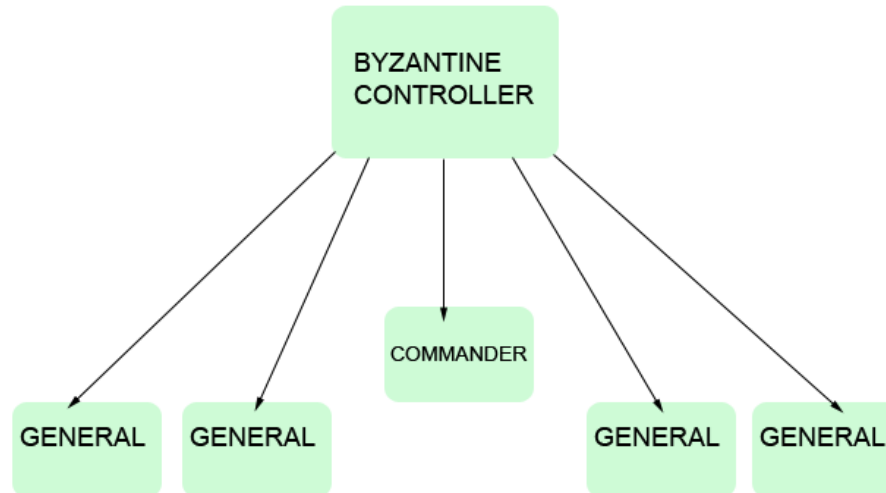 BYZANTINE
CONTROLLER
COMMANDER
GENERAL
GENERAL
GENERAL
GENERAL